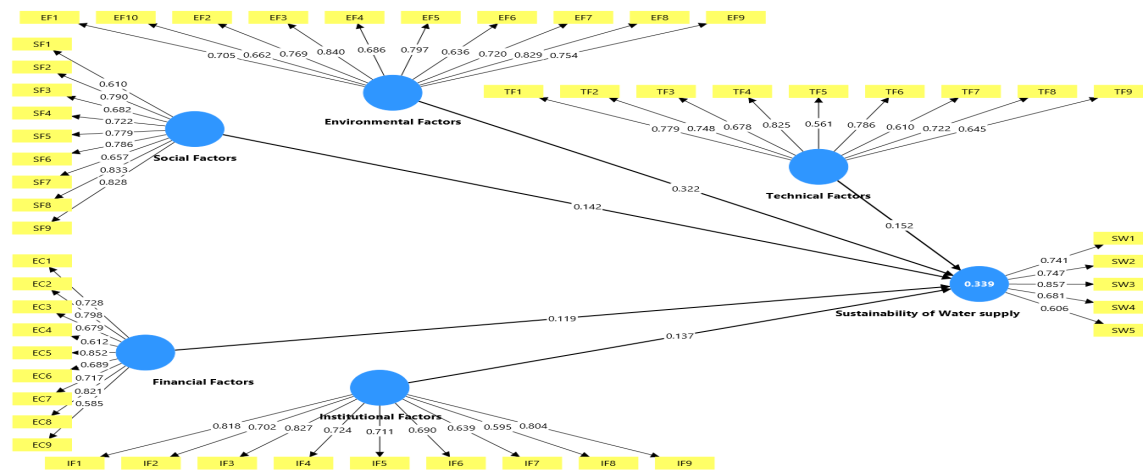 EF1 EF10 EF2 EF3 EF4 EF5 EF6 EF7 EF8 EF9
0.705 0.662 0.769 0.840 0.686 0.797 0.636 0.720 0.829 0.754
Environmental Factors
SF1
SF2
SF3
SF4
SF5
SF6
SF7
SF8
SF9
0.610
0.790
0.682
0.722
0.779
0.786
0.657
0.833
0.828
Social Factors
TF1 TF2 TF3 TF4 TF5 TF6 TF7 TF8 TF9
0.779 0.748 0.678 0.825 0.561 0.786 0.610 0.722 0.645
Technical Factors
0.322
0.142
0.152
0.119
0.137
0.339
Sustainability of Water supply
0.741
0.747
0.857
0.681
0.606
SW1
SW2
SW3
SW4
SW5
EC1
EC2
EC3
EC4
EC5
EC6
EC7
EC8
EC9
0.728
0.798
0.679
0.612
0.852
0.689
0.717
0.821
0.585
Financial Factors
Institutional Factors
0.818 0.702 0.827 0.724 0.711 0.690 0.639 0.595 0.804
IF1 IF2 IF3 IF4 IF5 IF6 IF7 IF8 IF9